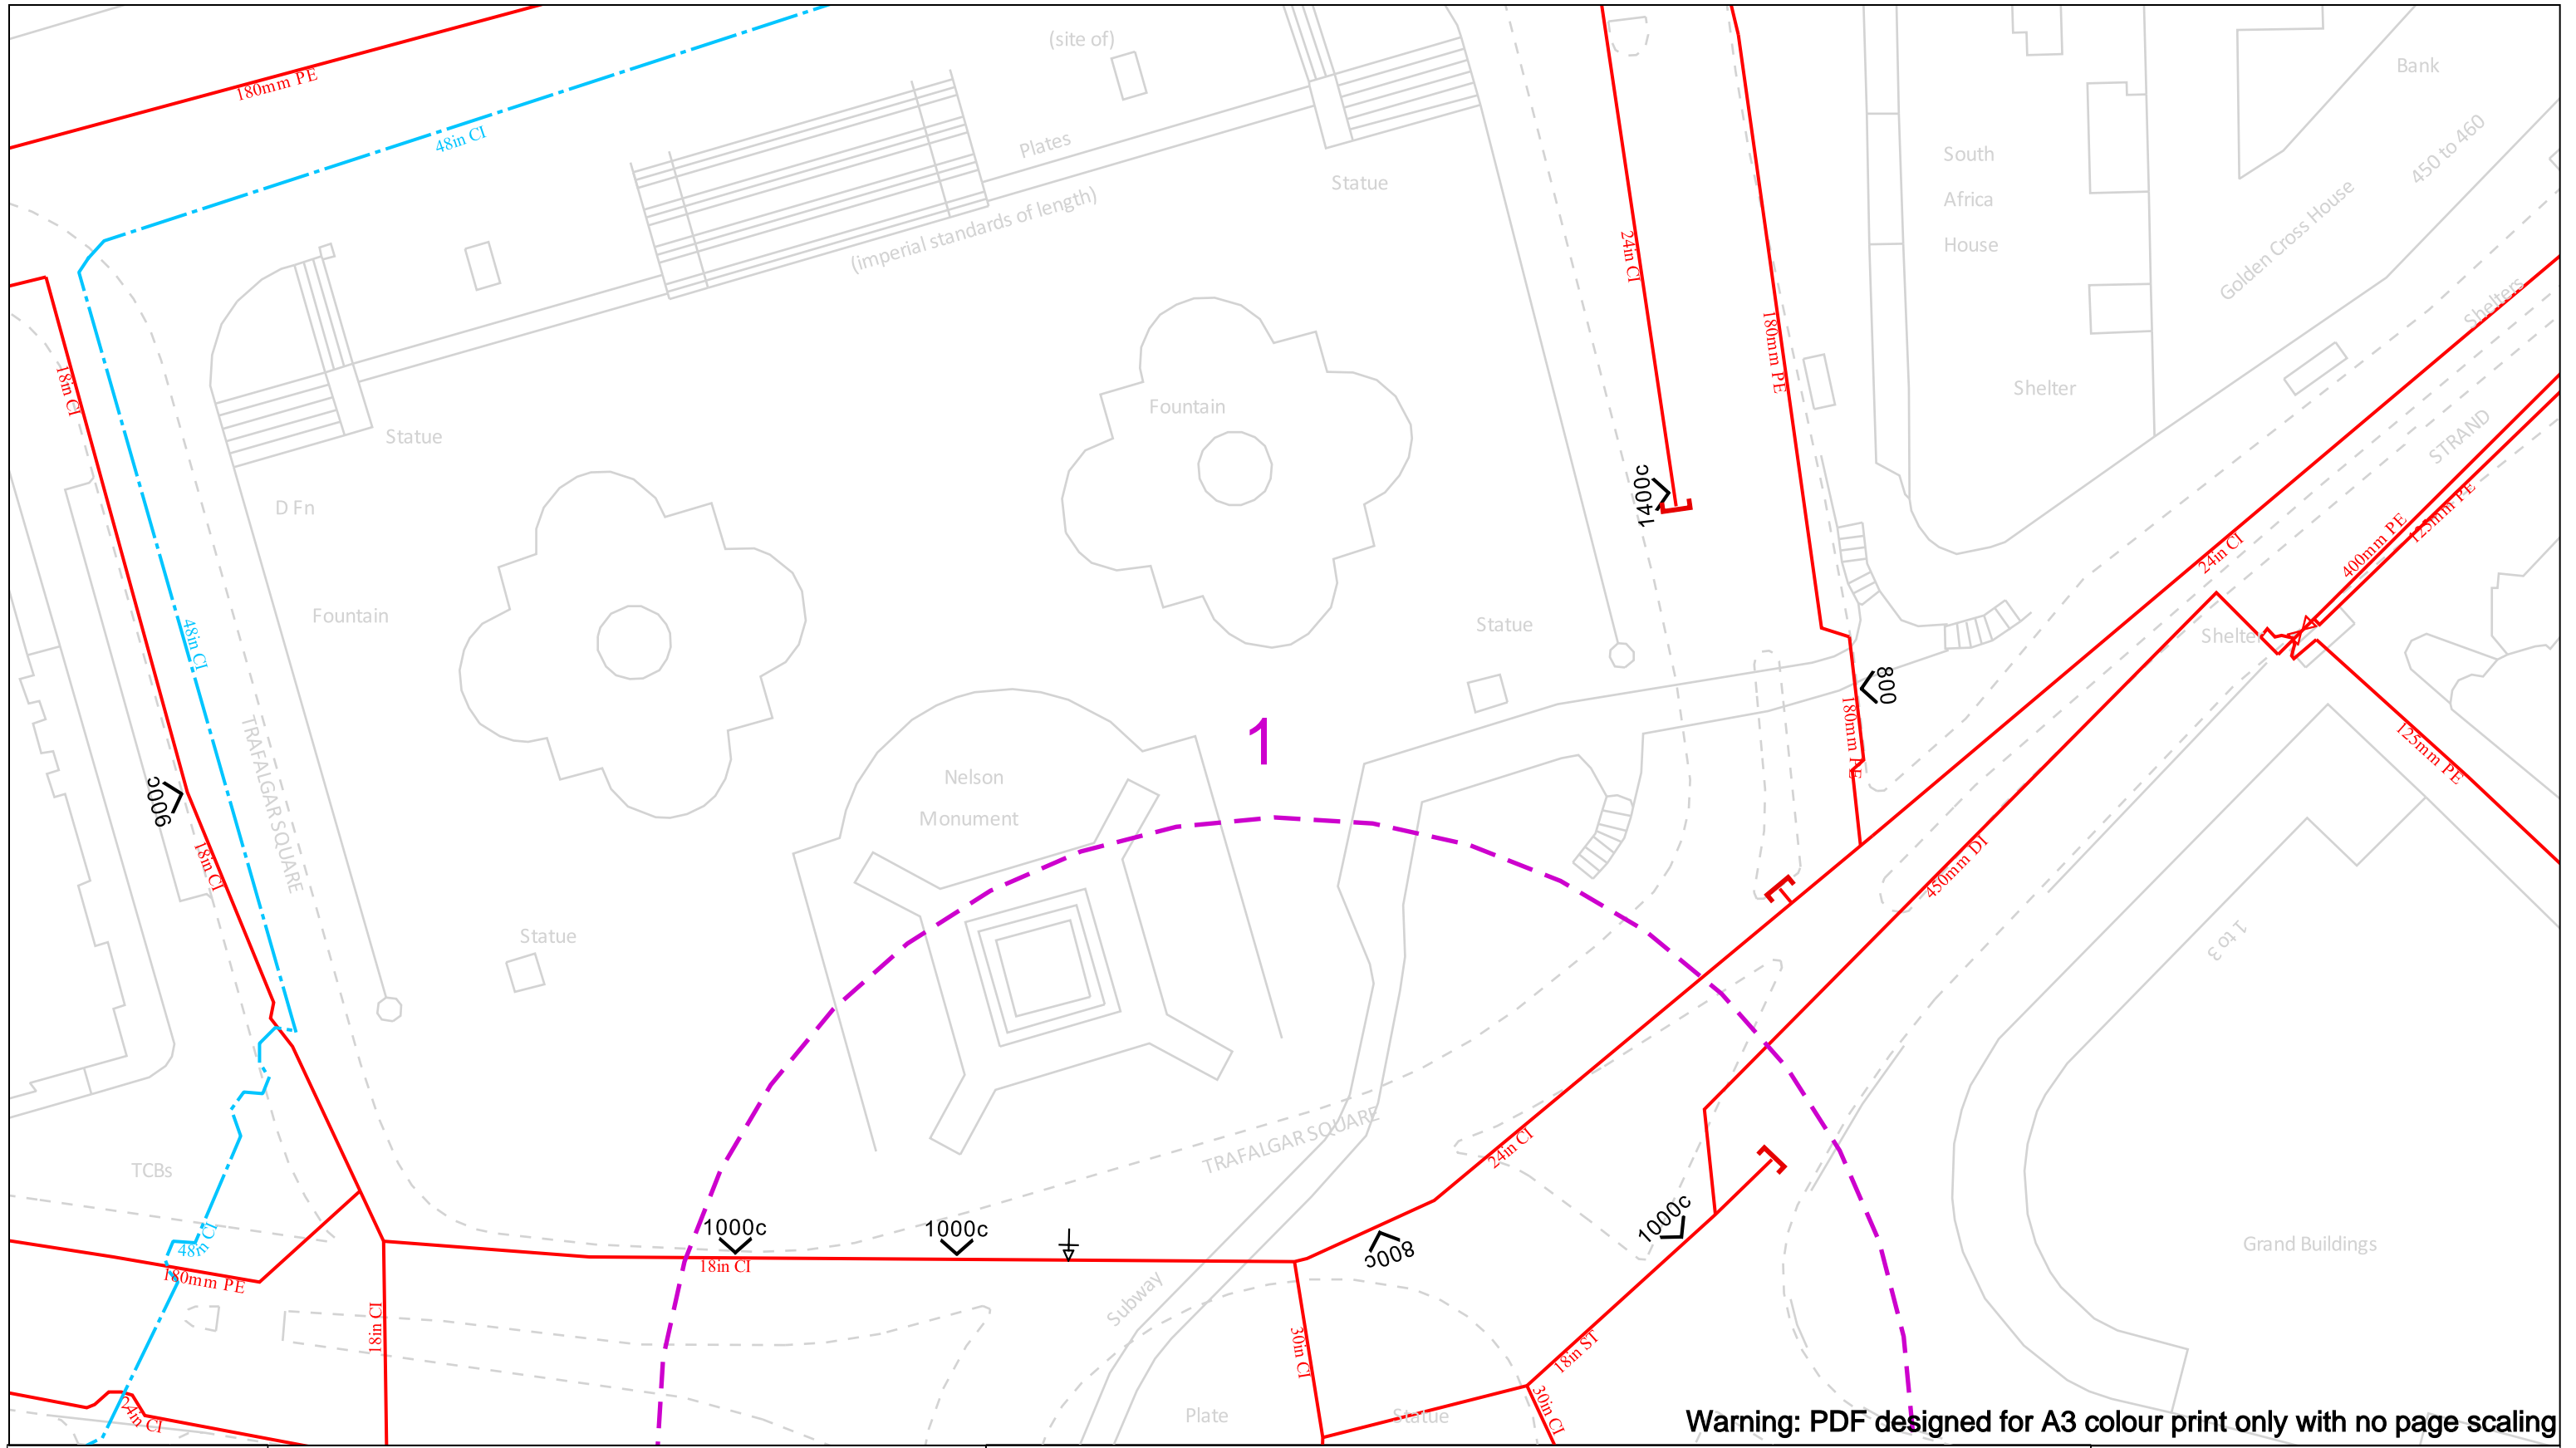 (site of)
180mm PE
48in CI
Bank
Plates
South
Africa
House
450 to 460
Statue
(imperial standards of length)
24in CI
Golden Cross House
Shelters
180mm PE
18in CI
Shelter
Fountain
Statue
STRAND
D Fn
1400c
400mm PE
125mm PE
24in CI
Fountain
Statue
Shelter
48in CI
800
180mm PE
125mm PE
1
Nelson
Monument
TRAFALGAR SQUARE
900c
18in CI
450mm DI
Statue
1 to 3
TRAFALGAR SQUARE
24in CI
TCBs
1000c
1000c
1000c
800c
48in CI
Grand Buildings
18in CI
180mm PE
Subway
18in CI
30in CI
18in ST
24in CI
Plate
Statue
30in CI
Warning: PDF designed for A3 colour print only with no page scaling